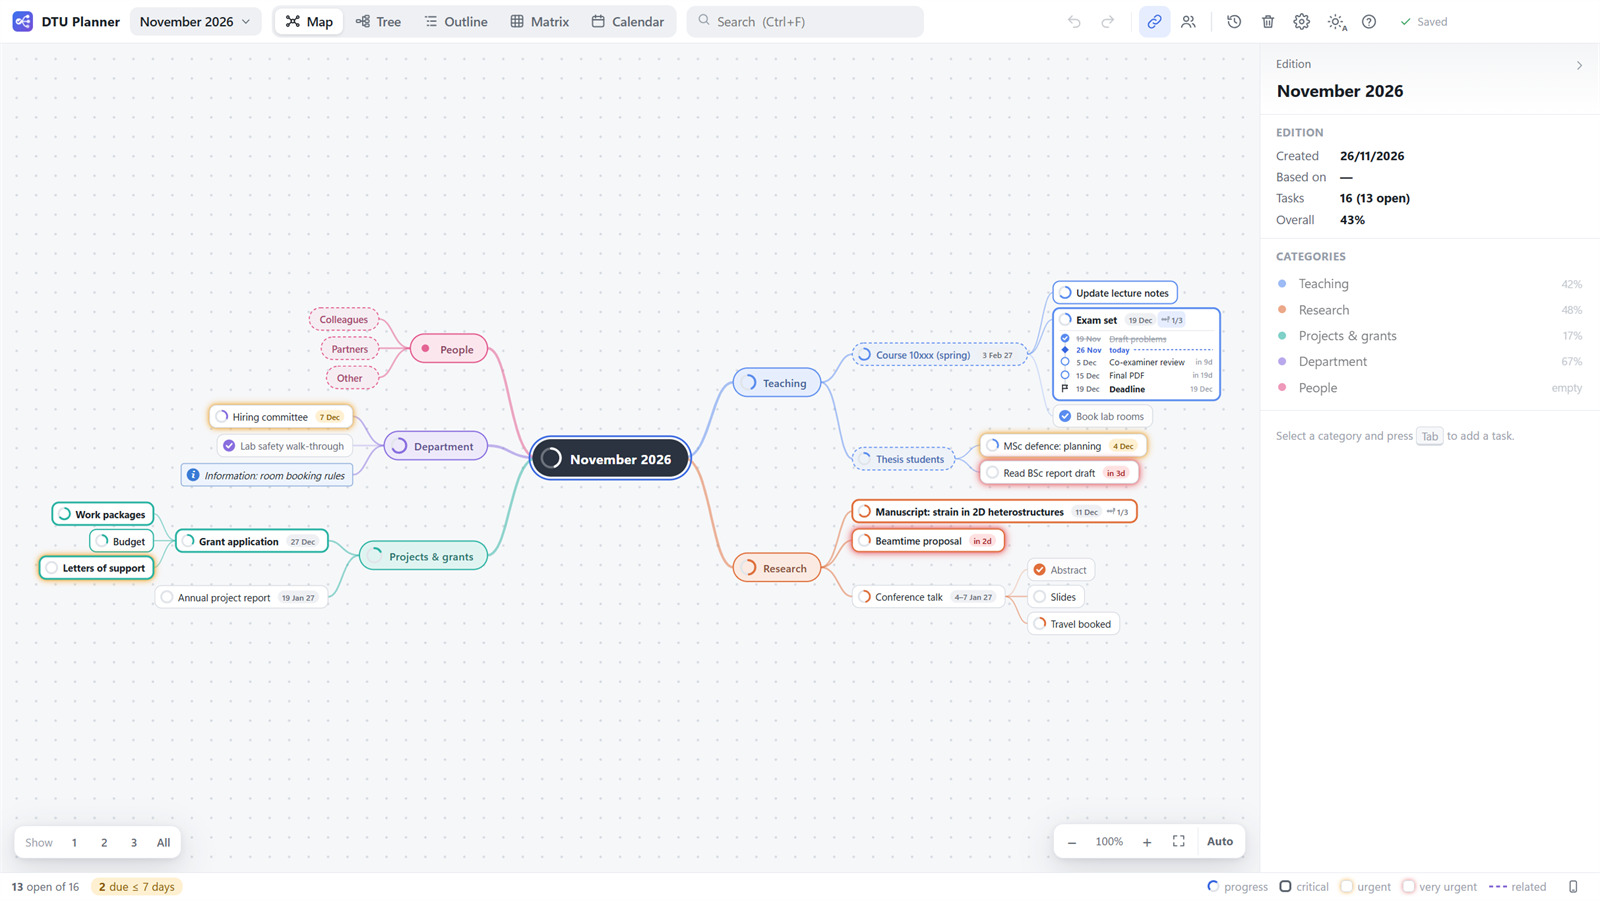 DTU Planner
November 2026
Map
Tree
Outline
Matrix
Calendar
Search (Ctrl+F)
A
Saved
Edition
November 2026
EDITION
Created 26/11/2026
Based on —
Tasks 16 (13 open)
Overall 43%
CATEGORIES
Teaching 42%
Research 48%
Projects & grants 17%
Department 67%
People empty
Select a category and press Tab to add a task.
Colleagues
Partners
Other
People
Hiring committee 7 Dec
Lab safety walk-through
Information: room booking rules
Department
Work packages
Budget
Letters of support
Grant application 27 Dec
Annual project report 19 Jan 27
Projects & grants
November 2026
Teaching
Course 10xxx (spring) 3 Feb 27
Update lecture notes
Exam set 19 Dec 1/3
19 Nov Draft problems
26 Nov today
5 Dec Co-examiner review in 9d
15 Dec Final PDF in 19d
19 Dec Deadline 19 Dec
Book lab rooms
Thesis students
MSc defence: planning 4 Dec
Read BSc report draft in 3d
Research
Manuscript: strain in 2D heterostructures 11 Dec 1/3
Beamtime proposal in 2d
Conference talk 4–7 Jan 27
Abstract
Slides
Travel booked
Show 1 2 3 All
− 100% + Auto
13 open of 16
2 due ≤ 7 days
progress
critical
urgent
very urgent
related